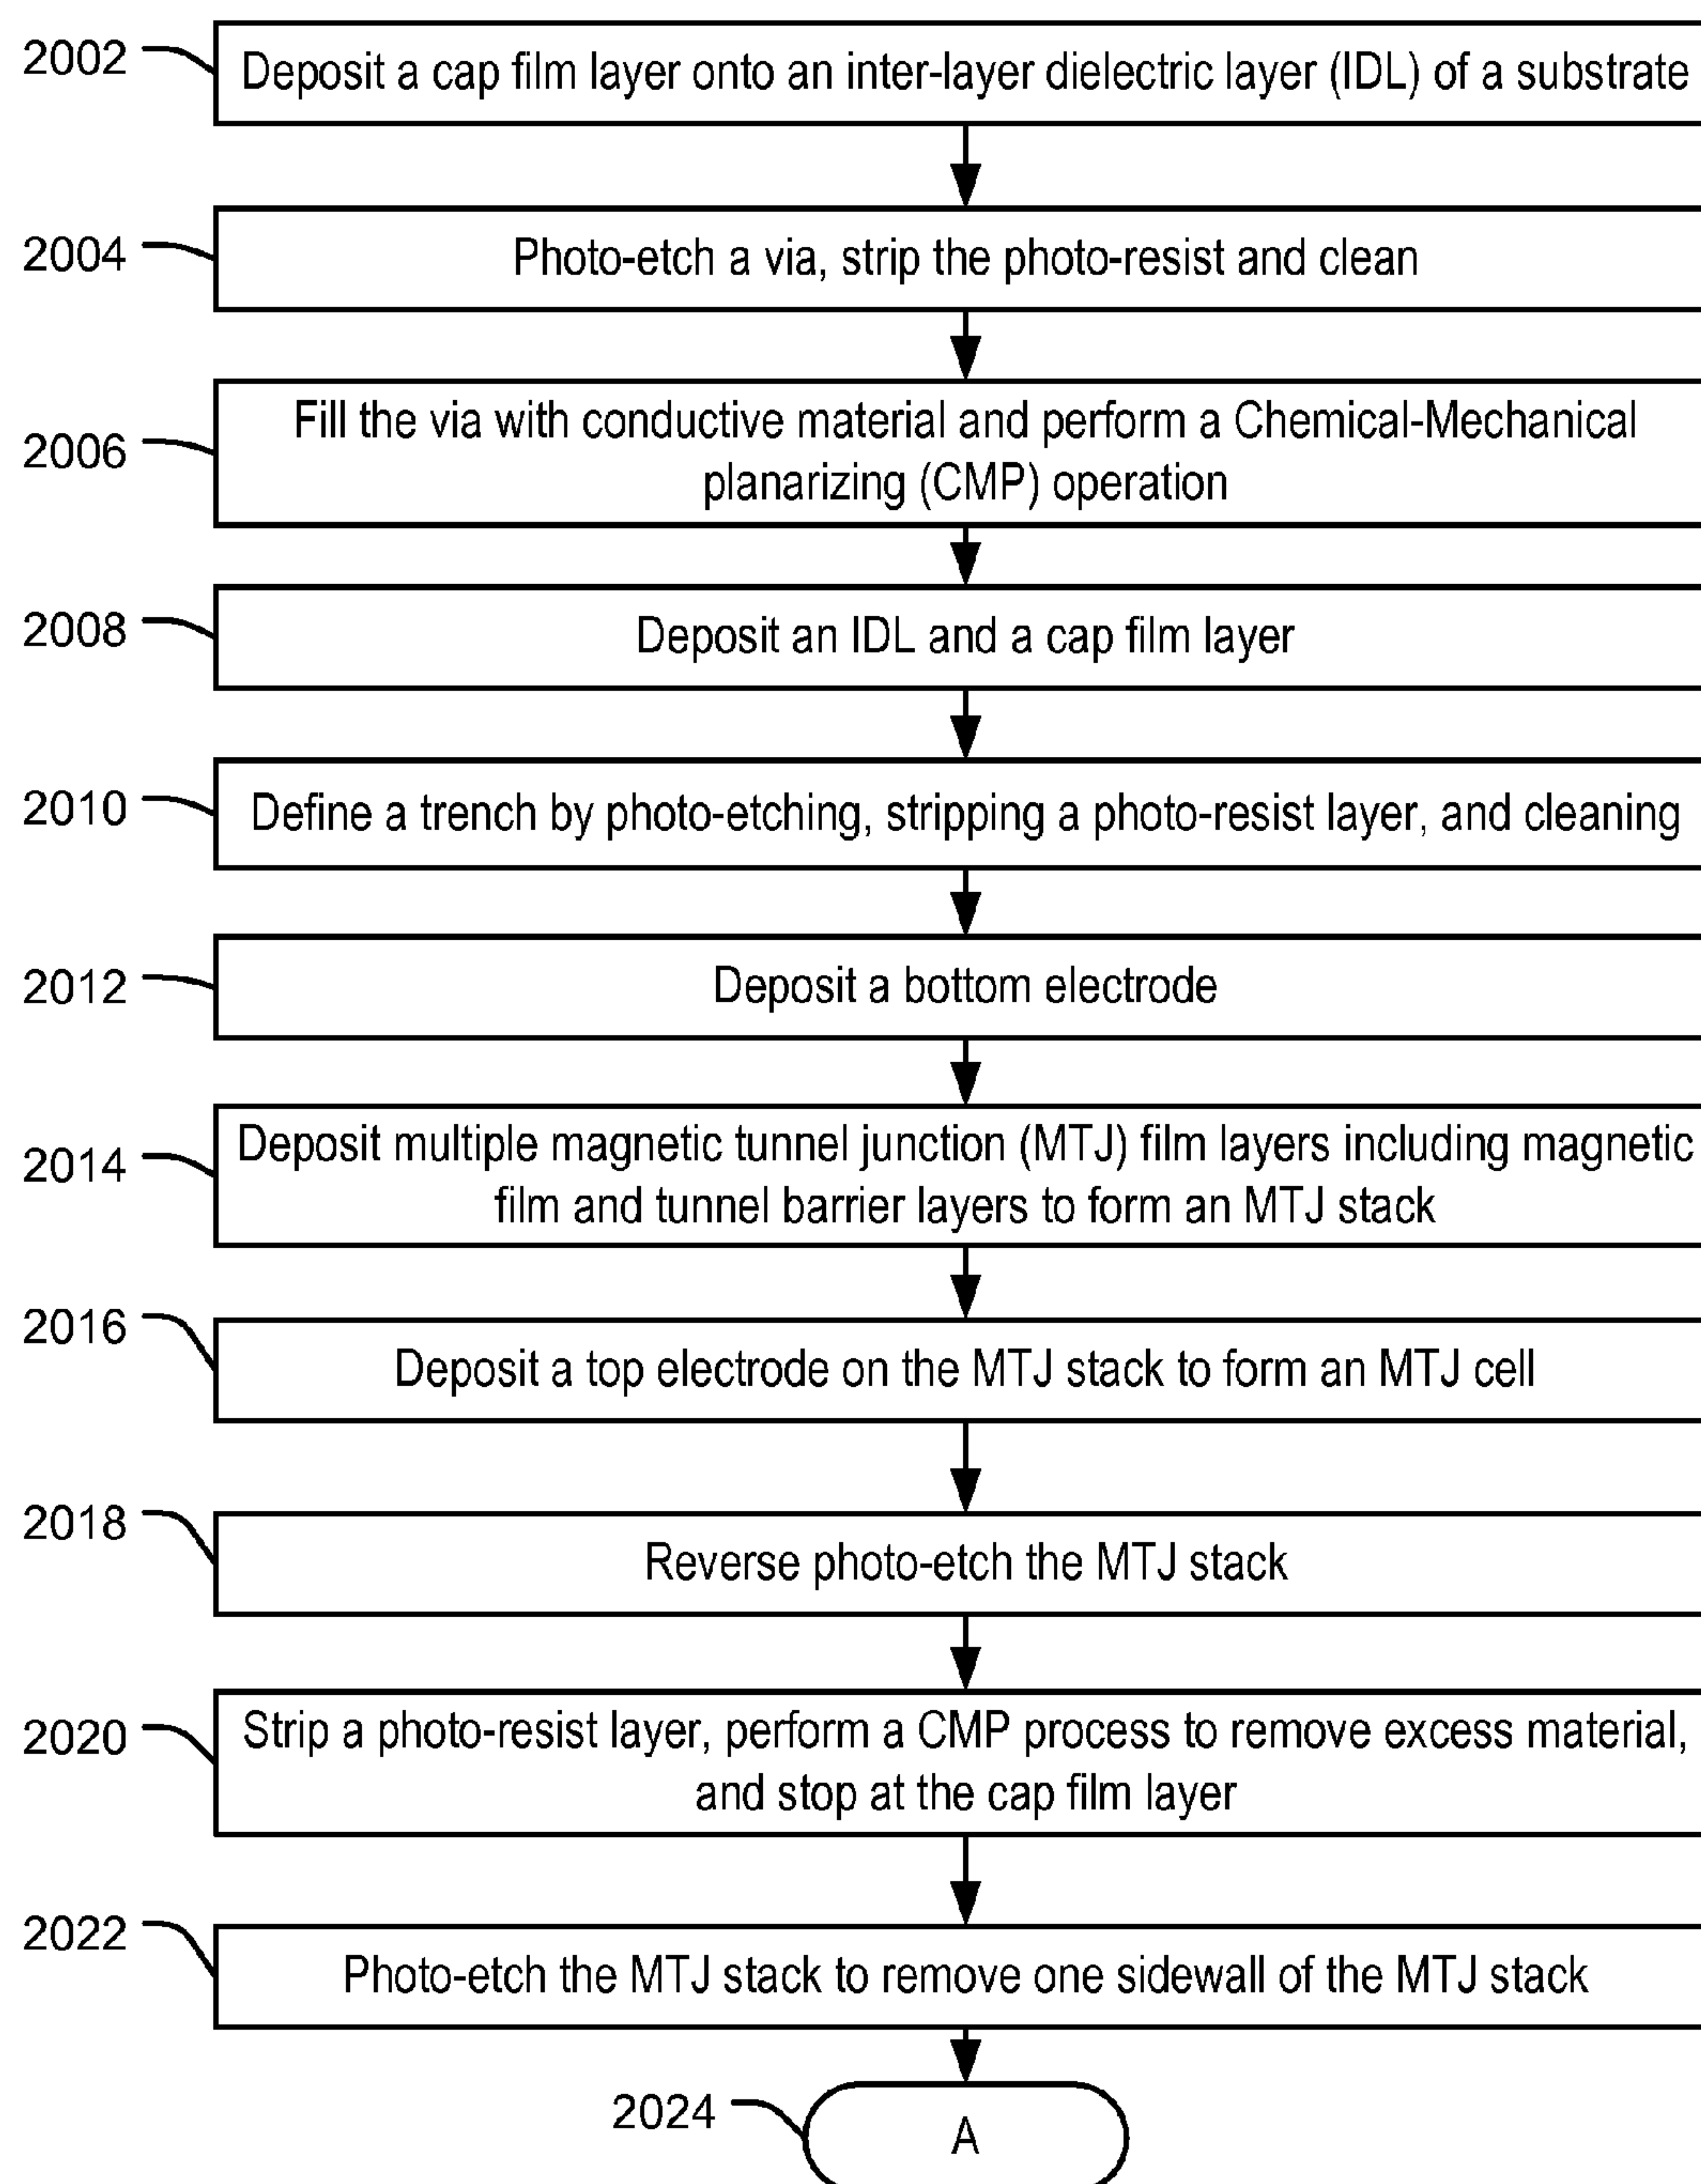 2002
Deposit a cap film layer onto an inter-layer dielectric layer (IDL) of a substrate
2004
Photo-etch a via, strip the photo-resist and clean
2006
Fill the via with conductive material and perform a Chemical-Mechanical
planarizing (CMP) operation
2008
Deposit an IDL and a cap film layer
2010
Define a trench by photo-etching, stripping a photo-resist layer, and cleaning
2012
Deposit a bottom electrode
2014
Deposit multiple magnetic tunnel junction (MTJ) film layers including magnetic
film and tunnel barrier layers to form an MTJ stack
2016
Deposit a top electrode on the MTJ stack to form an MTJ cell
2018
Reverse photo-etch the MTJ stack
2020
Strip a photo-resist layer, perform a CMP process to remove excess material,
and stop at the cap film layer
2022
Photo-etch the MTJ stack to remove one sidewall of the MTJ stack
2024
A